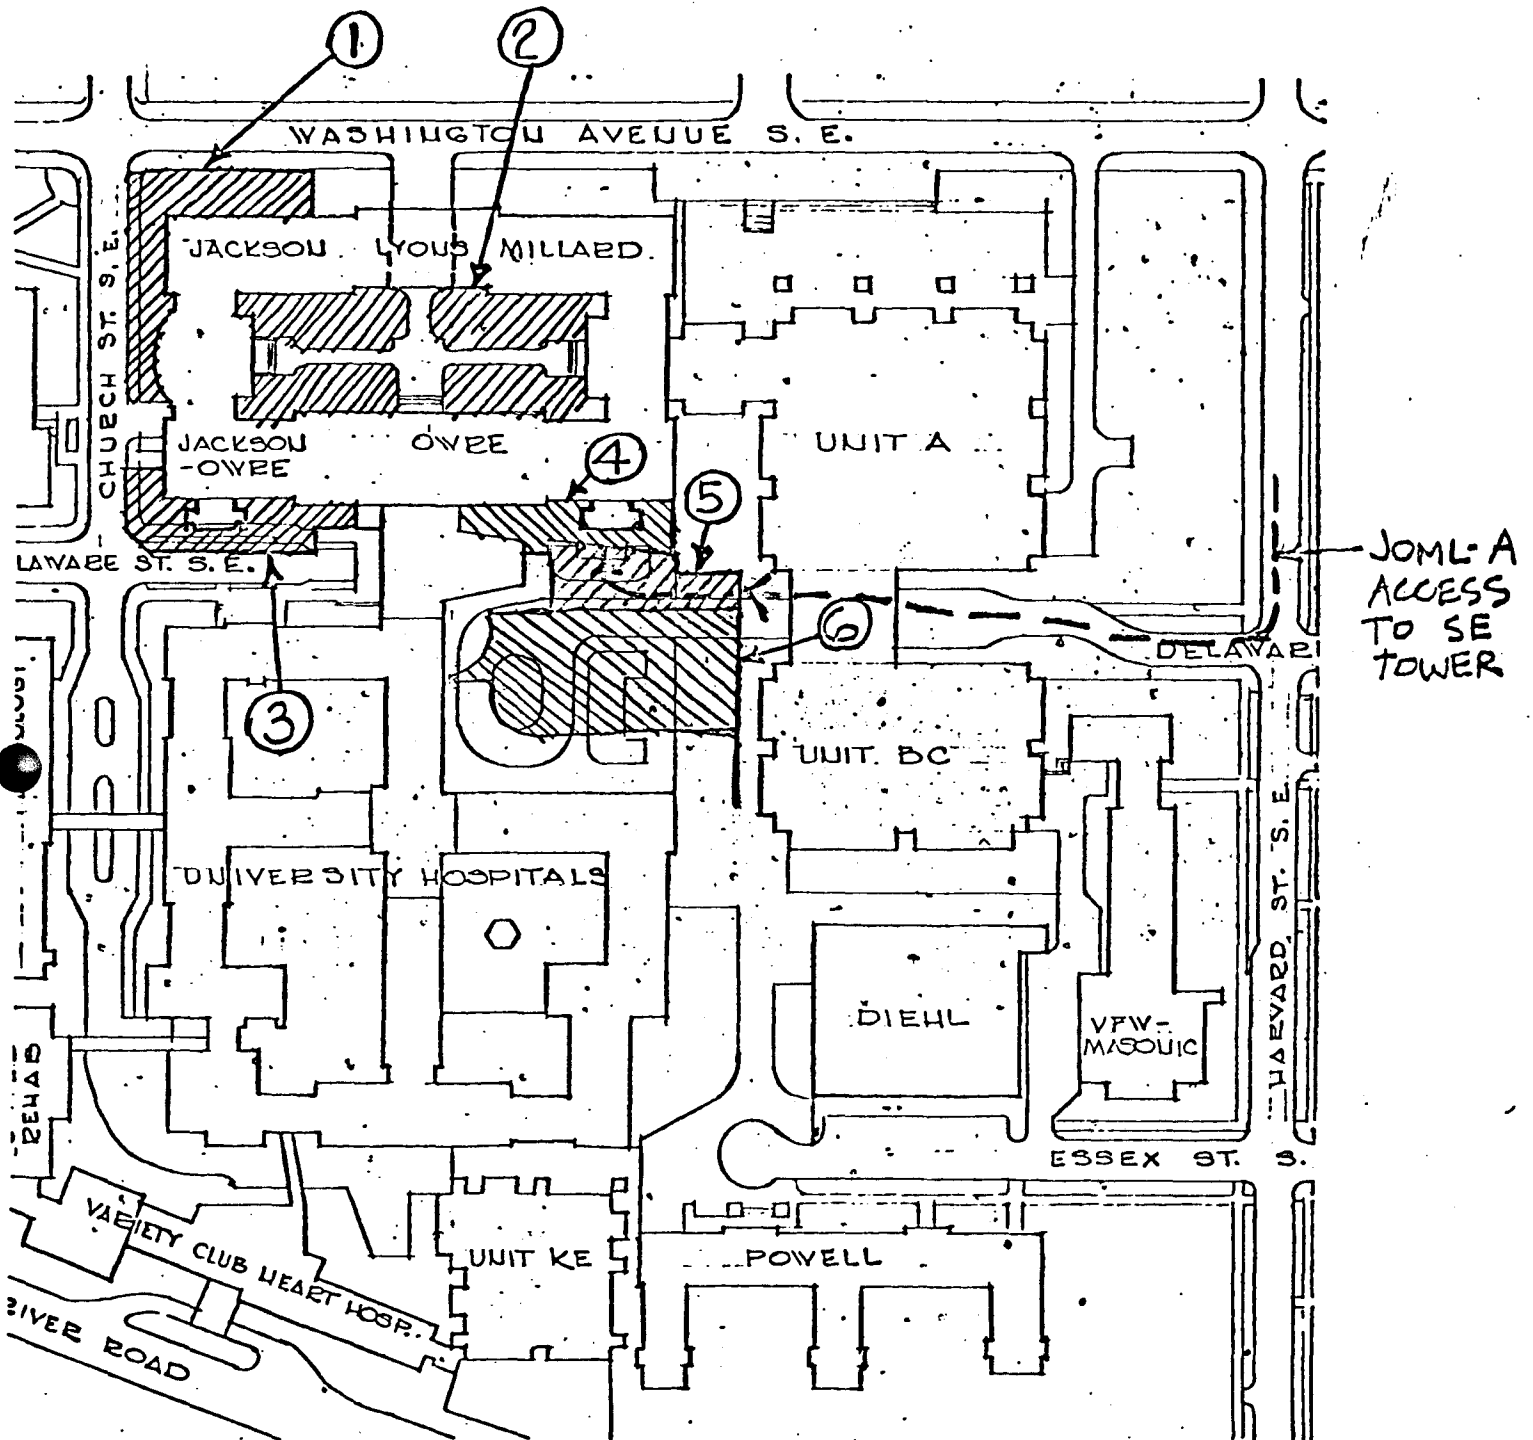 1
2
WASHINGTON AVENUE S.E.
JACKSON LYONS MILLARD
CHURCH ST. S.E.
JACKSON
-OWRE
OWRE
UNIT A
4
5
LAWARE ST. S.E.
JOML-A
ACCESS
TO SE
TOWER
6
DELAWAR
3
UNIT BC
UNIVERSITY HOSPITALS
HARVARD ST. S.E.
DIEHL
VFW-
MASONIC
REHAB
ESSEX ST. S.
VARIETY CLUB HEART HOSP.
UNIT KE
POWELL
RIVER ROAD